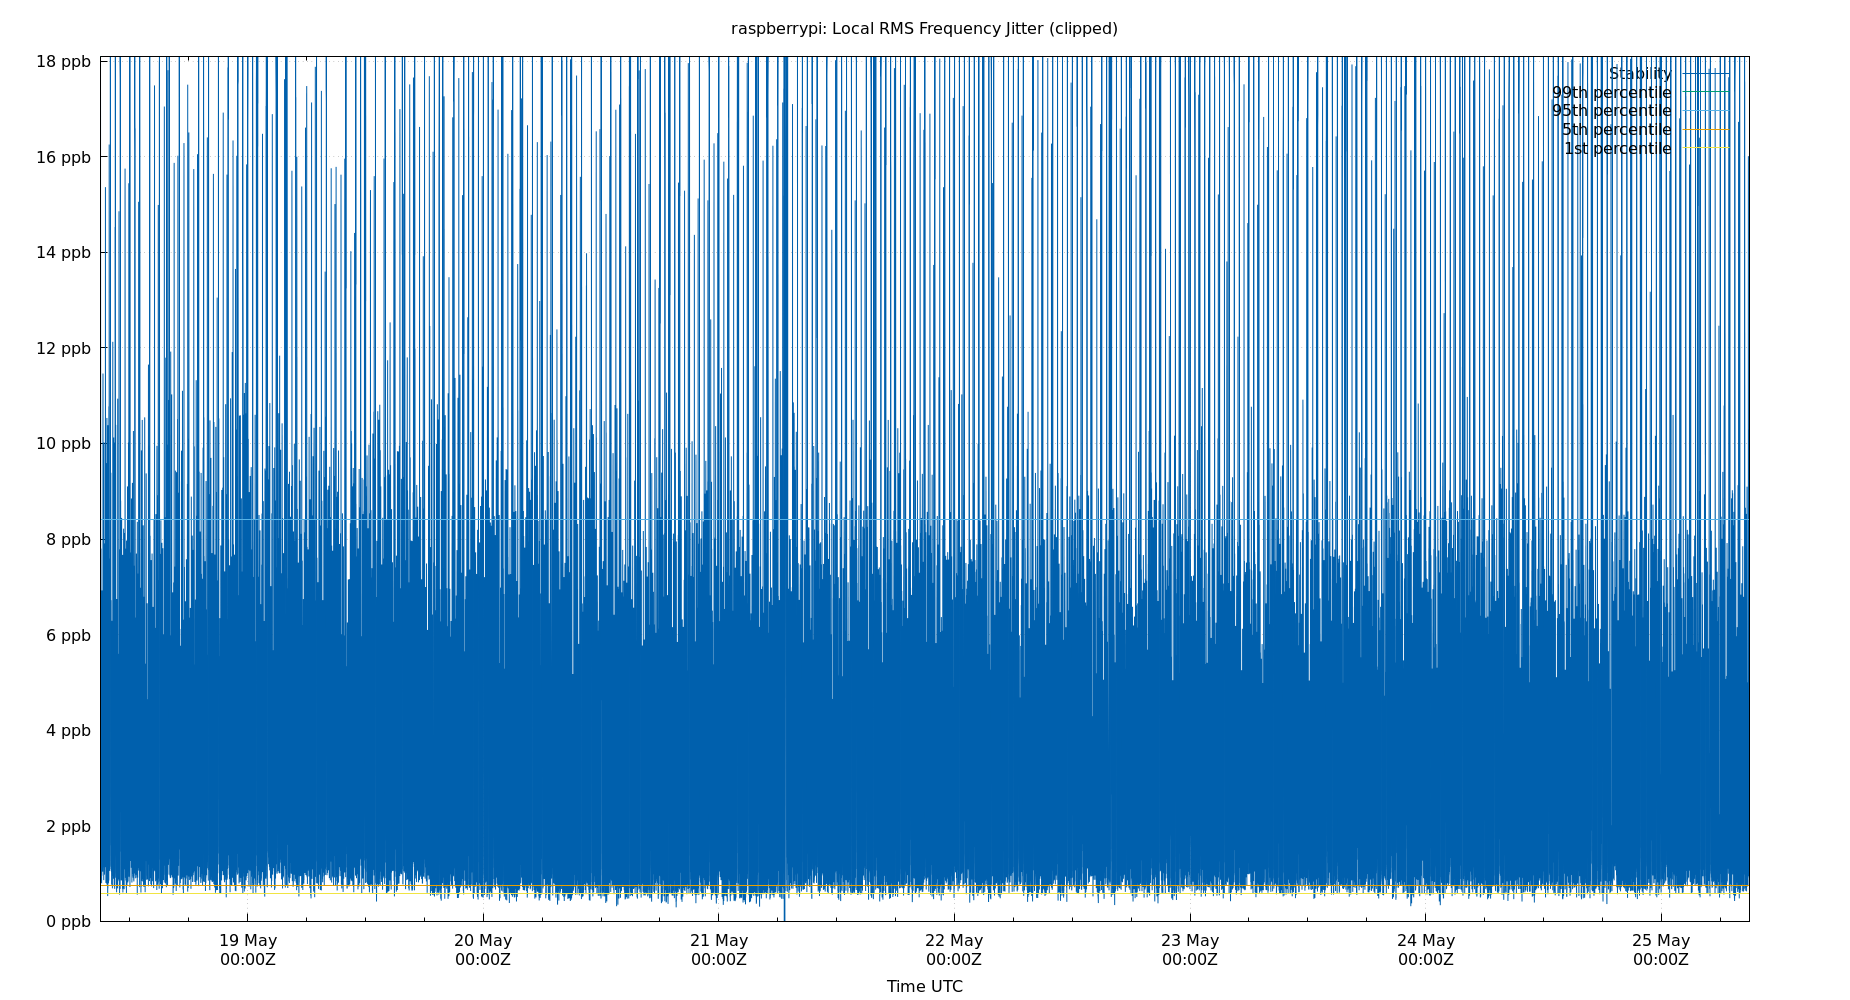 raspberrypi: Local RMS Frequency Jitter (clipped)
18 ppb
16 ppb
14 ppb
12 ppb
10 ppb
8 ppb
6 ppb
4 ppb
2 ppb
0 ppb
Stability
99th percentile
95th percentile
5th percentile
1st percentile
19 May
00:00Z
20 May
00:00Z
21 May
00:00Z
22 May
00:00Z
23 May
00:00Z
24 May
00:00Z
25 May
00:00Z
Time UTC